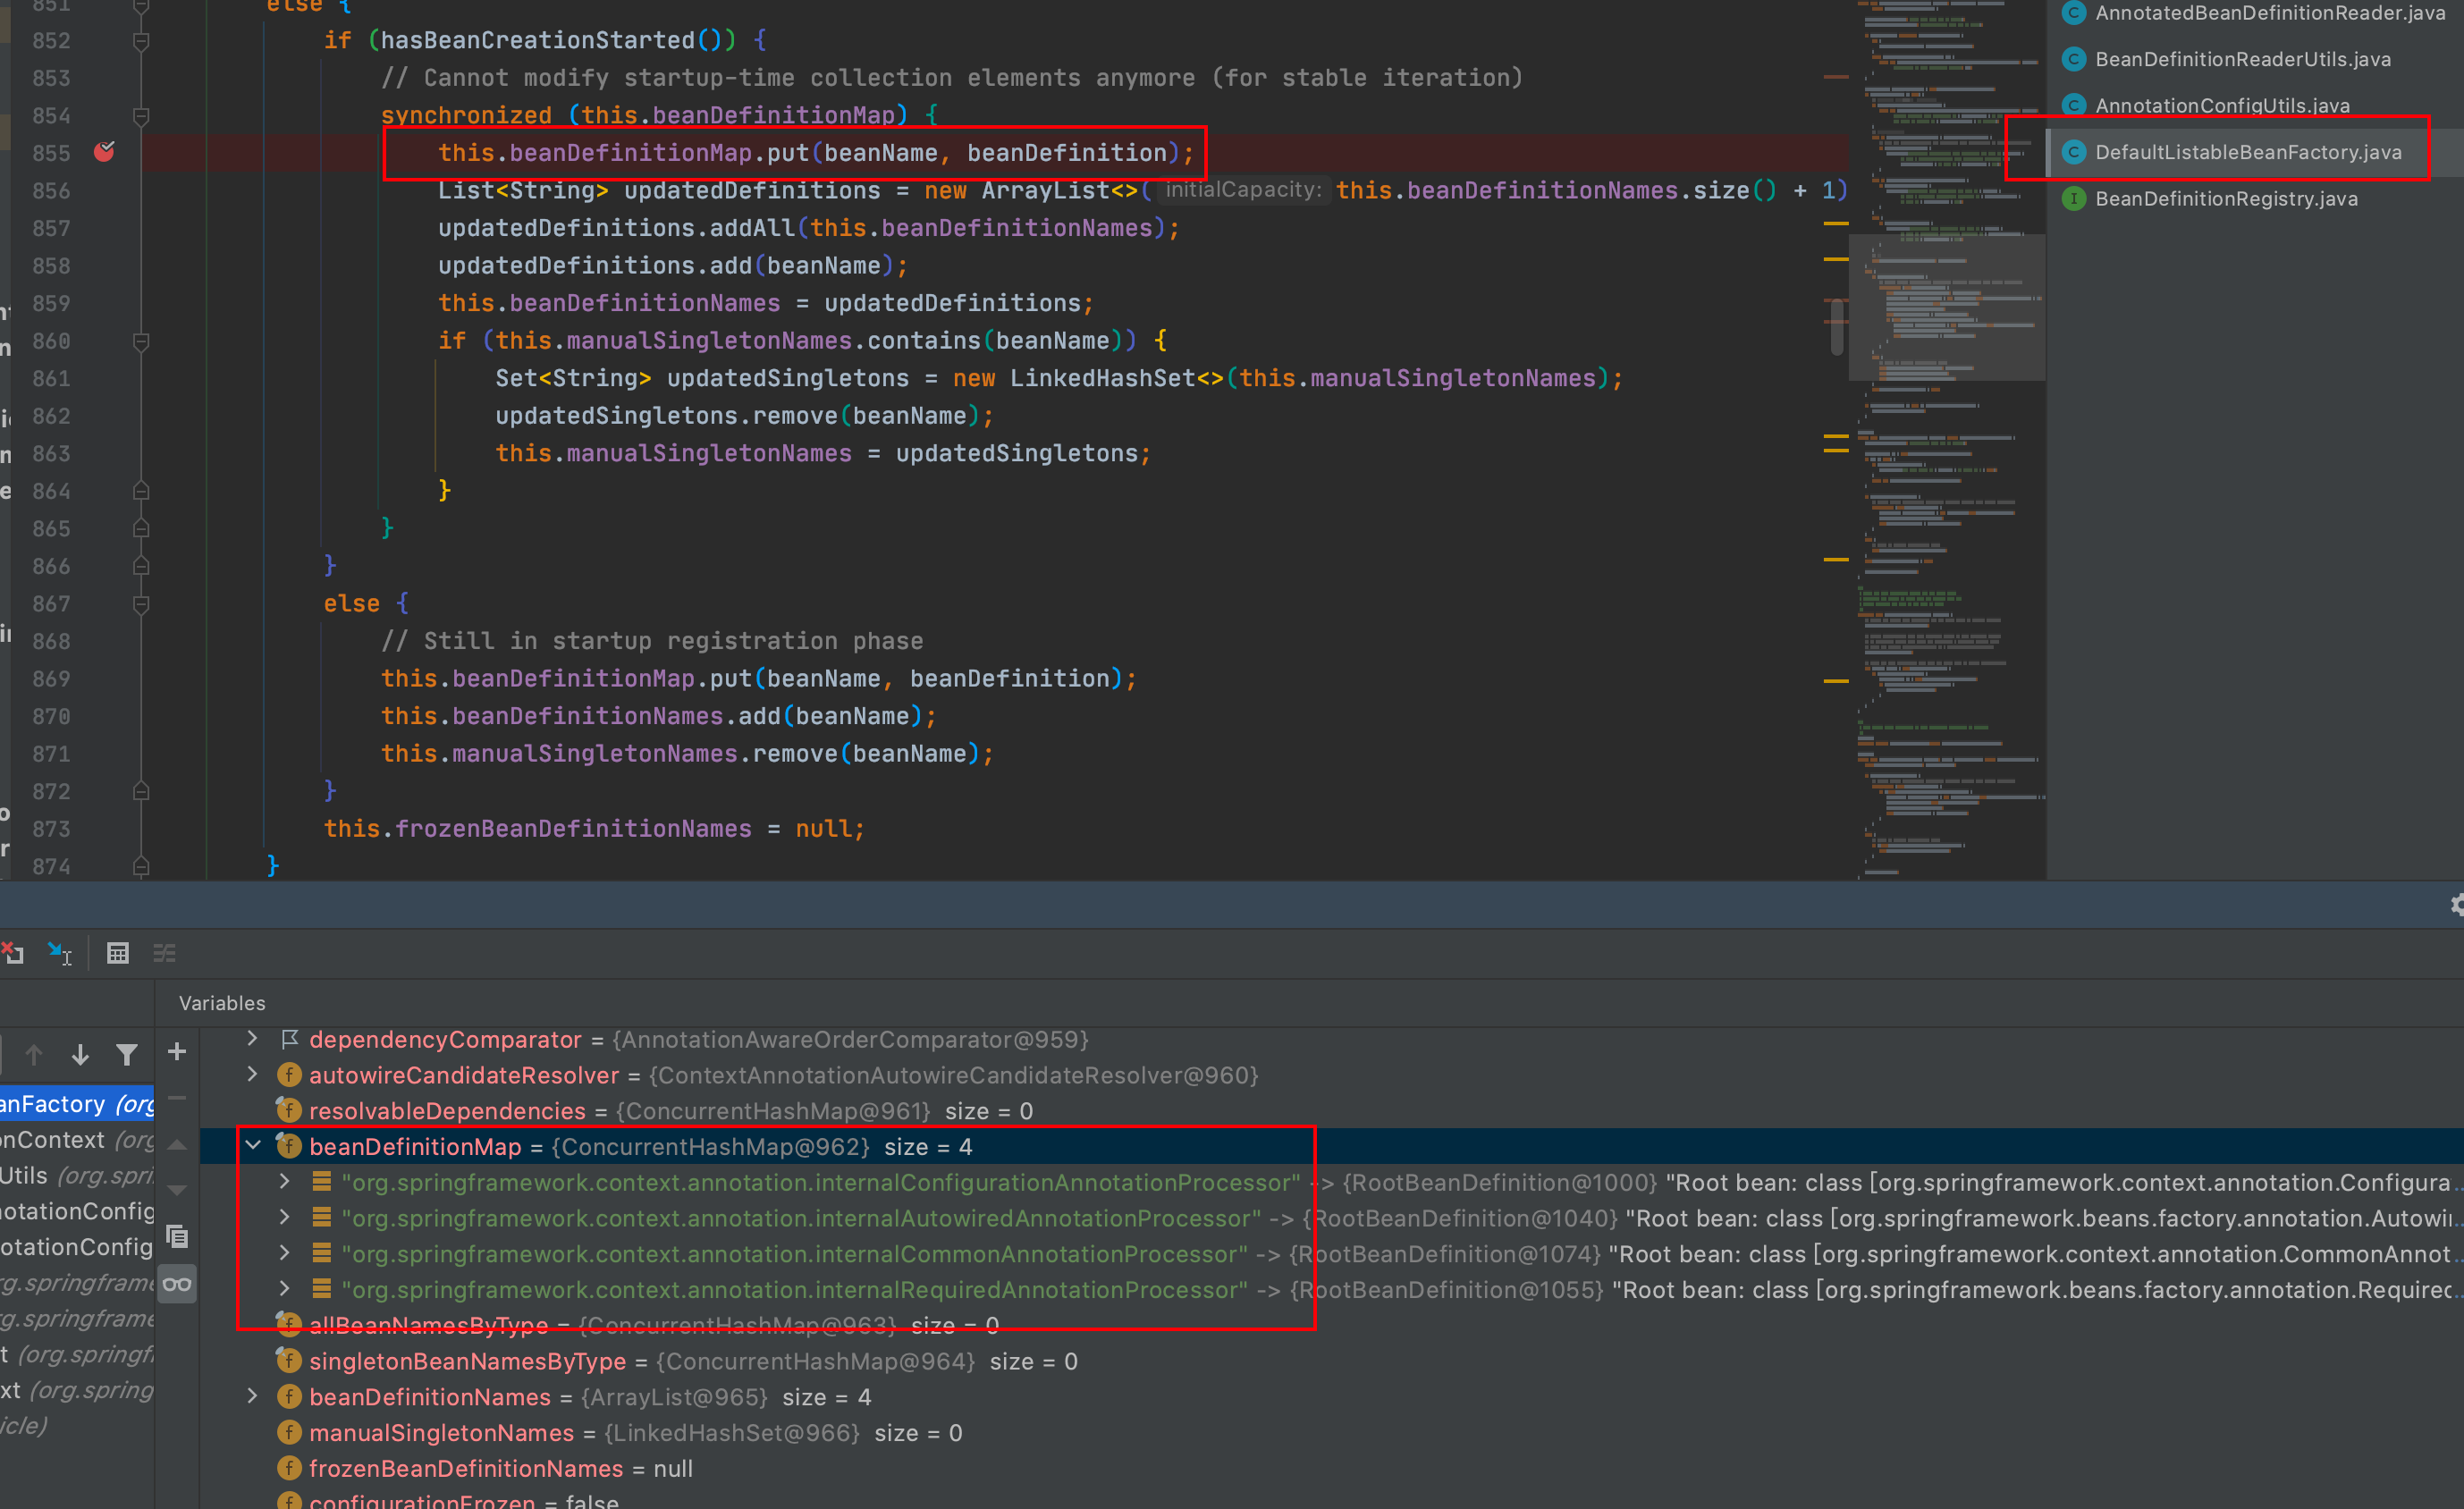 851 else {
852 if (hasBeanCreationStarted()) {
853 // Cannot modify startup-time collection elements anymore (for stable iteration)
854 synchronized (this.beanDefinitionMap) {
855 this.beanDefinitionMap.put(beanName, beanDefinition);
856 List<String> updatedDefinitions = new ArrayList<>( initialCapacity: this.beanDefinitionNames.size() + 1)
857 updatedDefinitions.addAll(this.beanDefinitionNames);
858 updatedDefinitions.add(beanName);
859 this.beanDefinitionNames = updatedDefinitions;
860 if (this.manualSingletonNames.contains(beanName)) {
861 Set<String> updatedSingletons = new LinkedHashSet<>(this.manualSingletonNames);
862 updatedSingletons.remove(beanName);
863 this.manualSingletonNames = updatedSingletons;
864 }
865 }
866 }
867 else {
868 // Still in startup registration phase
869 this.beanDefinitionMap.put(beanName, beanDefinition);
870 this.beanDefinitionNames.add(beanName);
871 this.manualSingletonNames.remove(beanName);
872 }
873 this.frozenBeanDefinitionNames = null;
874 }
AnnotatedBeanDefinitionReader.java
BeanDefinitionReaderUtils.java
AnnotationConfigUtils.java
DefaultListableBeanFactory.java
BeanDefinitionRegistry.java
Variables
anFactory (org
onContext (org
Utils (org.spri
notationConfig
otationConfig
rg.springframe
rg.springframe
t (org.springf
xt (org.spring
icle)
dependencyComparator = {AnnotationAwareOrderComparator@959}
autowireCandidateResolver = {ContextAnnotationAutowireCandidateResolver@960}
resolvableDependencies = {ConcurrentHashMap@961} size = 0
beanDefinitionMap = {ConcurrentHashMap@962} size = 4
"org.springframework.context.annotation.internalConfigurationAnnotationProcessor" -> {RootBeanDefinition@1000} "Root bean: class [org.springframework.context.annotation.Configura...
"org.springframework.context.annotation.internalAutowiredAnnotationProcessor" -> {RootBeanDefinition@1040} "Root bean: class [org.springframework.beans.factory.annotation.Autowi...
"org.springframework.context.annotation.internalCommonAnnotationProcessor" -> {RootBeanDefinition@1074} "Root bean: class [org.springframework.context.annotation.CommonAnnot...
"org.springframework.context.annotation.internalRequiredAnnotationProcessor" -> {RootBeanDefinition@1055} "Root bean: class [org.springframework.beans.factory.annotation.Required...
allBeanNamesByType = {ConcurrentHashMap@963} size = 0
singletonBeanNamesByType = {ConcurrentHashMap@964} size = 0
beanDefinitionNames = {ArrayList@965} size = 4
manualSingletonNames = {LinkedHashSet@966} size = 0
frozenBeanDefinitionNames = null
configurationFrozen = false